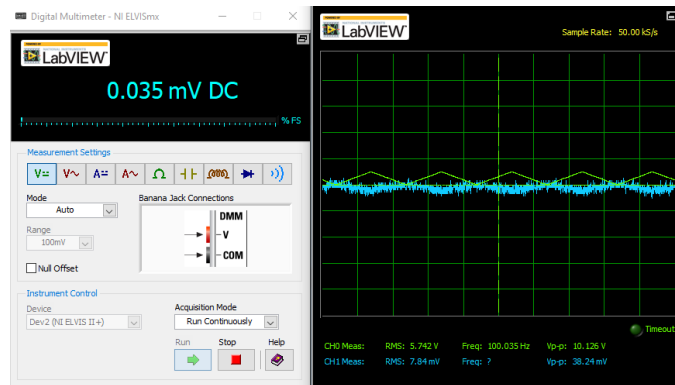 Digital Multimeter - NI ELVISmx
LabVIEW
0.035 mV DC
% FS
Measurement Settings
V= V~ A= A~ Ω
Mode
Auto
Banana Jack Connections
Range
100mV
DMM
V
COM
Null Offset
Instrument Control
Device
Dev2 (NI ELVIS II+)
Acquisition Mode
Run Continuously
Run Stop Help
LabVIEW
Sample Rate: 50.00 kS/s
Timeout
CH0 Meas: RMS: 5.742 V Freq: 100.035 Hz Vp-p: 10.126 V
CH1 Meas: RMS: 7.84 mV Freq: ? Vp-p: 38.24 mV